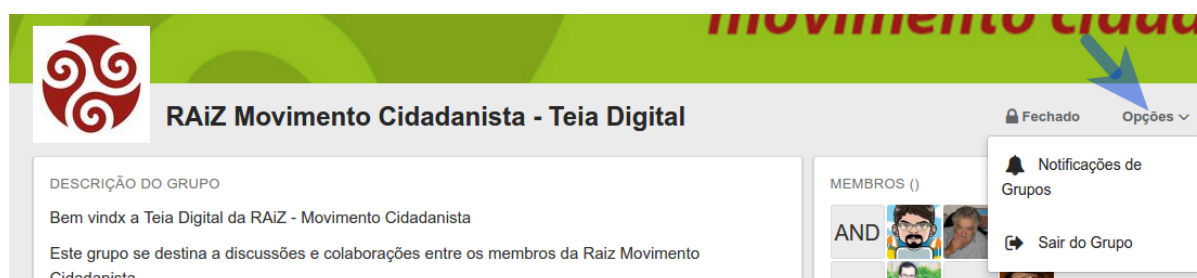 movimento
RAiZ Movimento Cidadanista - Teia Digital
Fechado
Opções
DESCRIÇÃO DO GRUPO
Bem vindx a Teia Digital da RAiZ - Movimento Cidadanista
Este grupo se destina a discussões e colaborações entre os membros da Raiz Movimento
Cidadanista
MEMBROS ()
AND
Notificações de
Grupos
Sair do Grupo